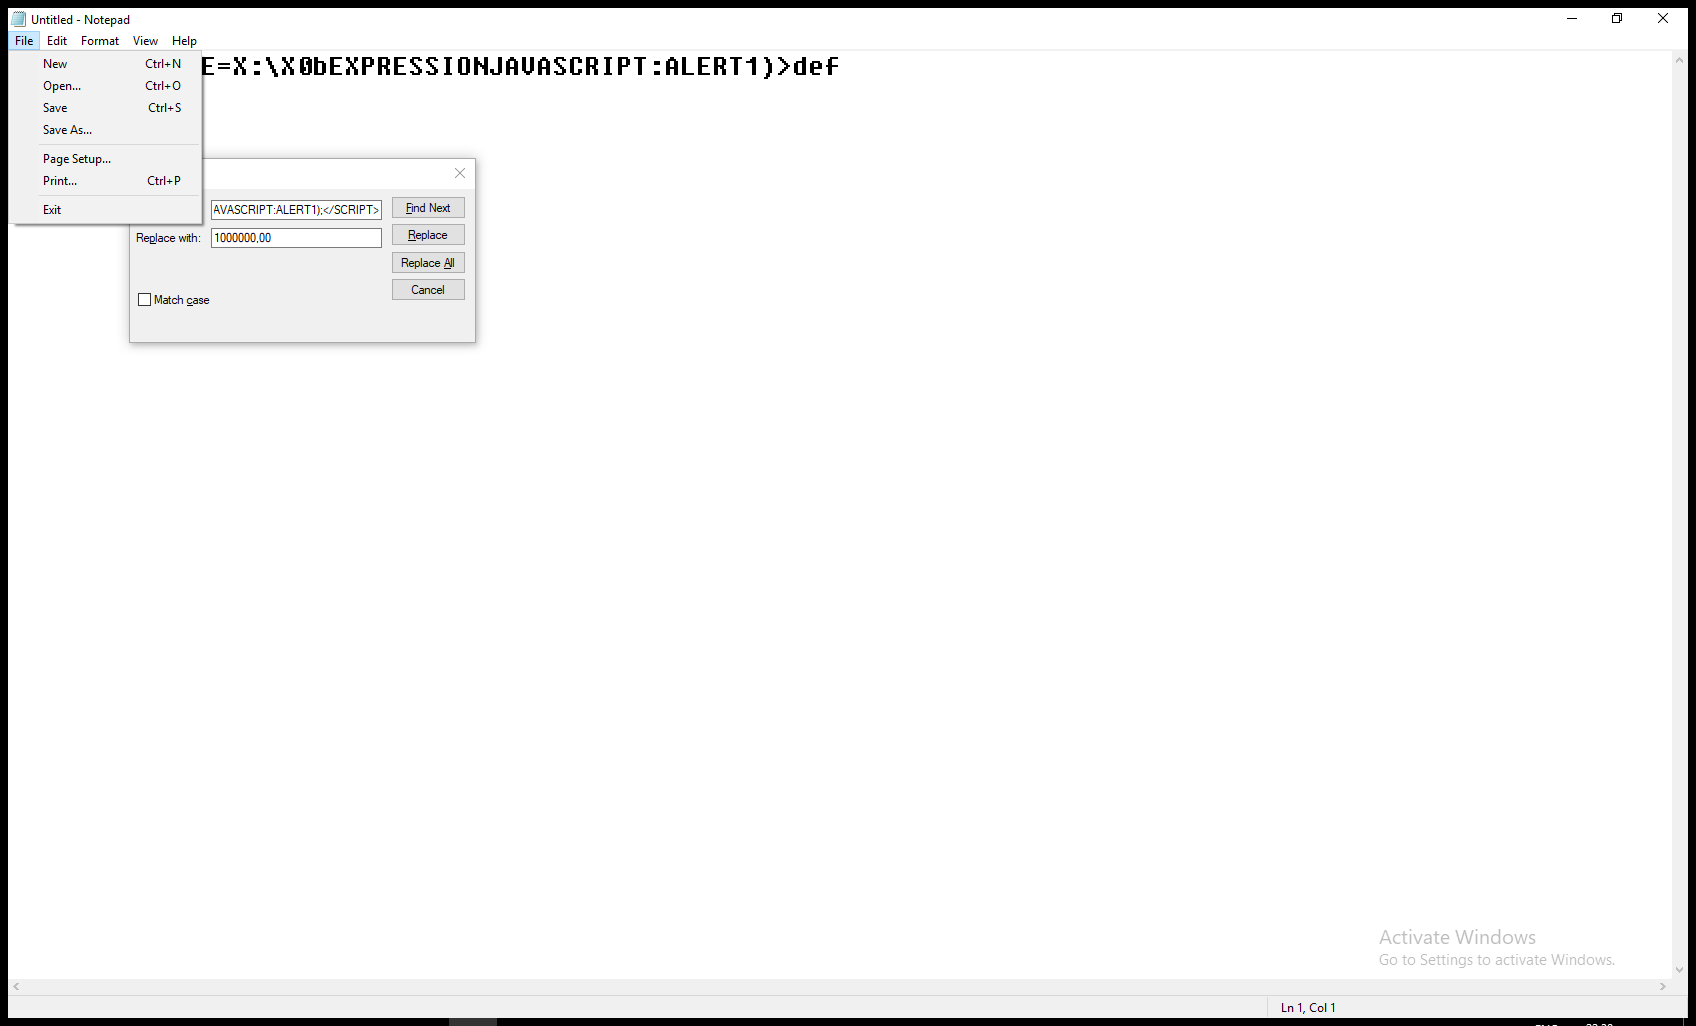 Untitled - Notepad
File Edit Format View Help
E=X:\X0bEXPRESSIONJAVASCRIPT:ALERT1)>def
New Ctrl+N
Open... Ctrl+O
Save Ctrl+S
Save As...
Page Setup...
Print... Ctrl+P
Exit
AVASCRIPT:ALERT1);</SCRIPT>
Find Next
Replace with: 1000000,00
Replace
Replace All
Cancel
Match case
Activate Windows
Go to Settings to activate Windows.
Ln 1, Col 1